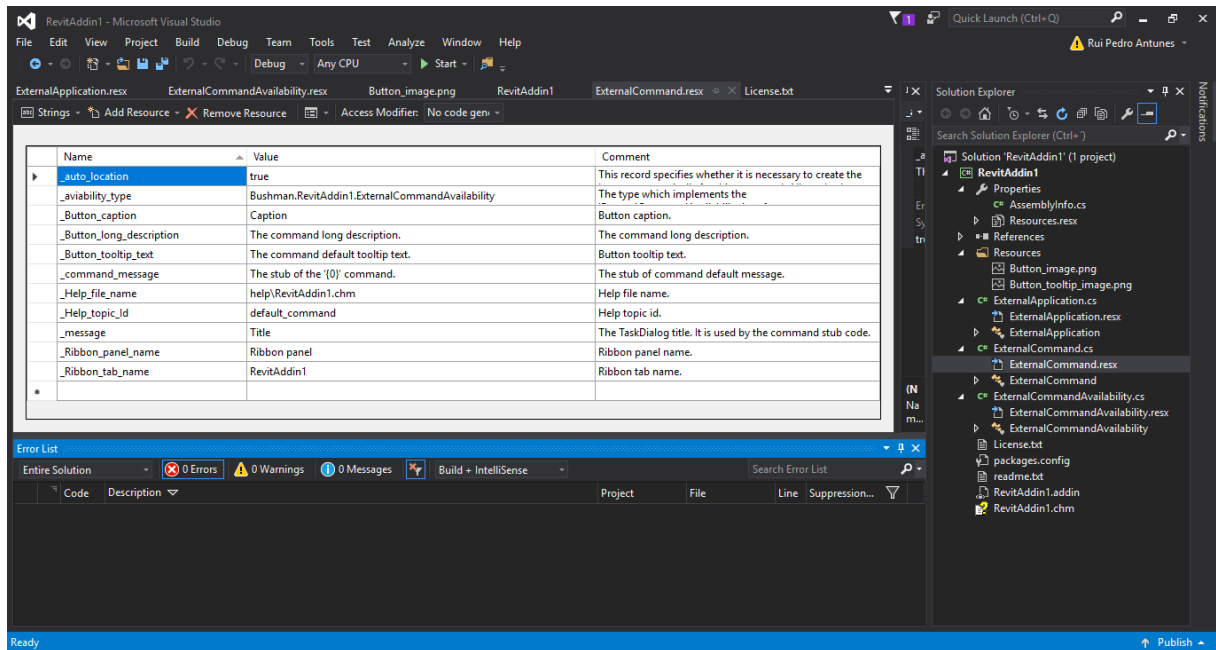 RevitAddin1 - Microsoft Visual Studio
1
Quick Launch (Ctrl+Q)
File Edit View Project Build Debug Team Tools Test Analyze Window Help
Rui Pedro Antunes
Debug Any CPU Start
ExternalApplication.resx ExternalCommandAvailability.resx Button_image.png RevitAddin1 ExternalCommand.resx License.txt
Strings Add Resource Remove Resource Access Modifier: No code gen
Name Value Comment
_auto_location true This record specifies whether it is necessary to create the
_aviability_type Bushman.RevitAddin1.ExternalCommandAvailability The type which implements the
_Button_caption Caption Button caption.
_Button_long_description The command long description. The command long description.
_Button_tooltip_text The command default tooltip text. Button tooltip text.
_command_message The stub of the '{0}' command. The stub of command default message.
_Help_file_name help\RevitAddin1.chm Help file name.
_Help_topic_Id default_command Help topic id.
_message Title The TaskDialog title. It is used by the command stub code.
_Ribbon_panel_name Ribbon panel Ribbon panel name.
_Ribbon_tab_name RevitAddin1 Ribbon tab name.
(N
Na
m...
Solution Explorer
Search Solution Explorer (Ctrl+ )
Solution 'RevitAddin1' (1 project)
RevitAddin1
Properties
AssemblyInfo.cs
Resources.resx
References
Resources
Button_image.png
Button_tooltip_image.png
ExternalApplication.cs
ExternalApplication.resx
ExternalApplication
ExternalCommand.cs
ExternalCommand.resx
ExternalCommand
ExternalCommandAvailability.cs
ExternalCommandAvailability.resx
ExternalCommandAvailability
License.txt
packages.config
readme.txt
RevitAddin1.addin
RevitAddin1.chm
Notifications
Error List
Entire Solution 0 Errors 0 Warnings 0 Messages Build + IntelliSense Search Error List
Code Description Project File Line Suppression...
Ready
Publish